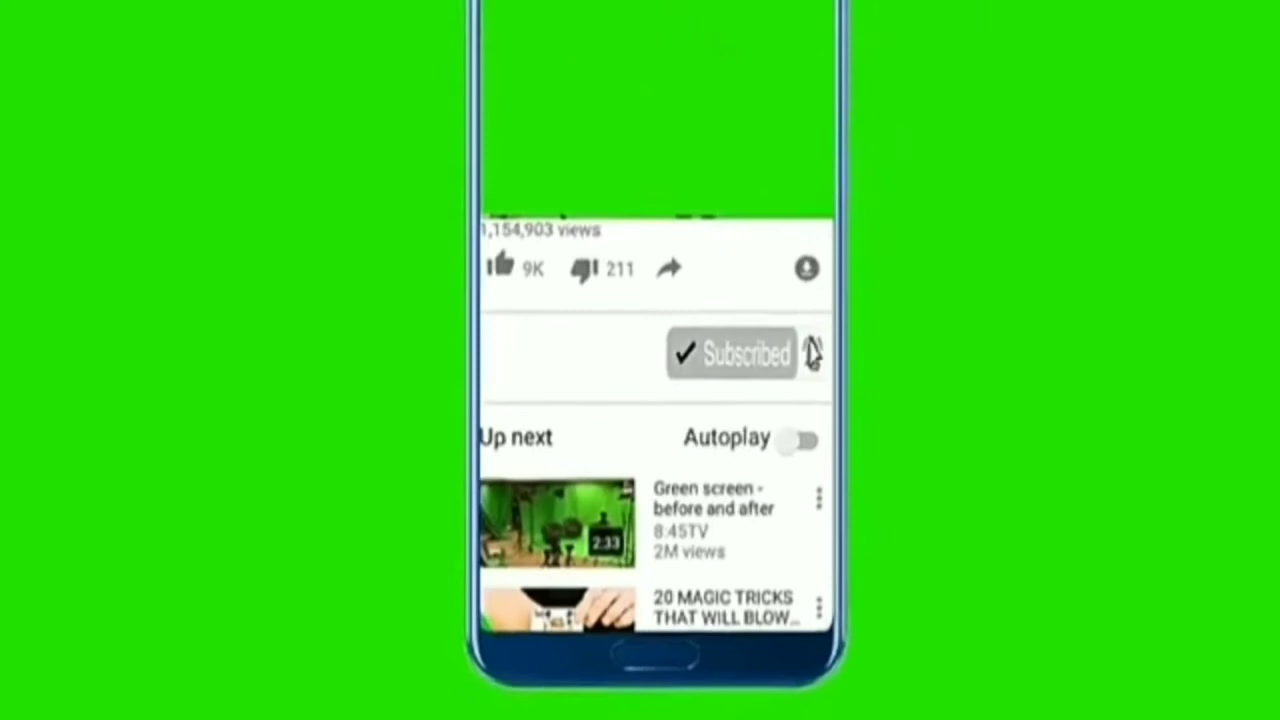 1,154,903 views
9K 211
Subscribed
Up next Autoplay
Green screen -
before and after
8:45TV
2M views
2:33
20 MAGIC TRICKS
THAT WILL BLOW...